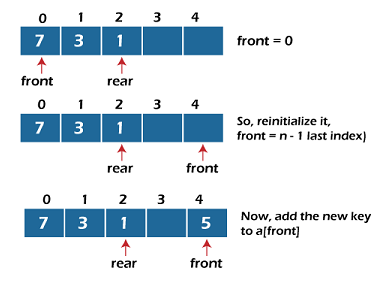 0 1 2 3 4
7 3 1
front = 0
front rear
0 1 2 3 4
7 3 1
So, reinitialize it,
front = n - 1 last index)
rear front
0 1 2 3 4
7 3 1 5
Now, add the new key
to a[front]
rear front